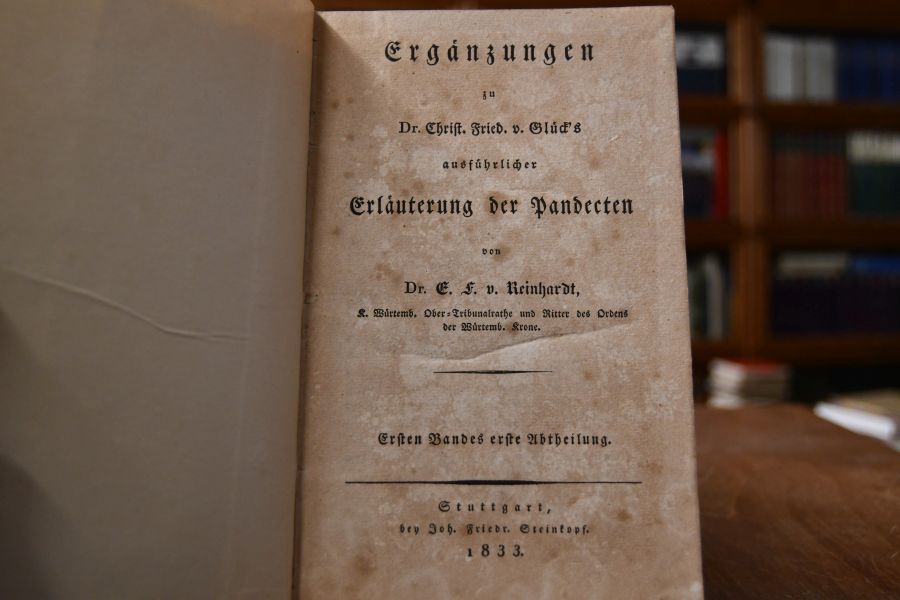 Ergänzungen
zu
Dr. Christ. Fried. v. Glück's
ausführlicher
Erläuterung der Pandecten
von
Dr. E. F. v. Reinhardt,
K. Würtemb. Ober-Tribunalrathe und Ritter des Ordens
der Würtemb. Krone.
Ersten Bandes erste Abtheilung.
Stuttgart,
bey Joh. Friedr. Steinkopf.
1833.